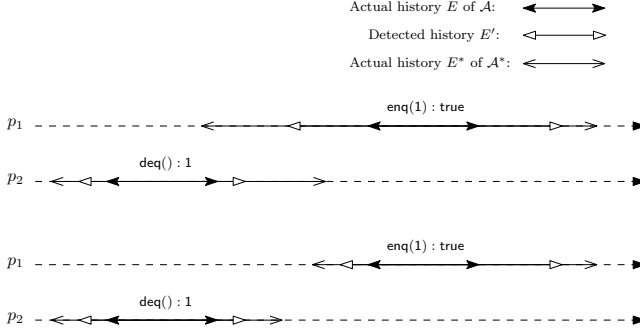 Actual history E of 𝒜:
Detected history E′:
Actual history E* of 𝒜*:
enq(1) : true
p₁
deq() : 1
p₂
enq(1) : true
p₁
deq() : 1
p₂